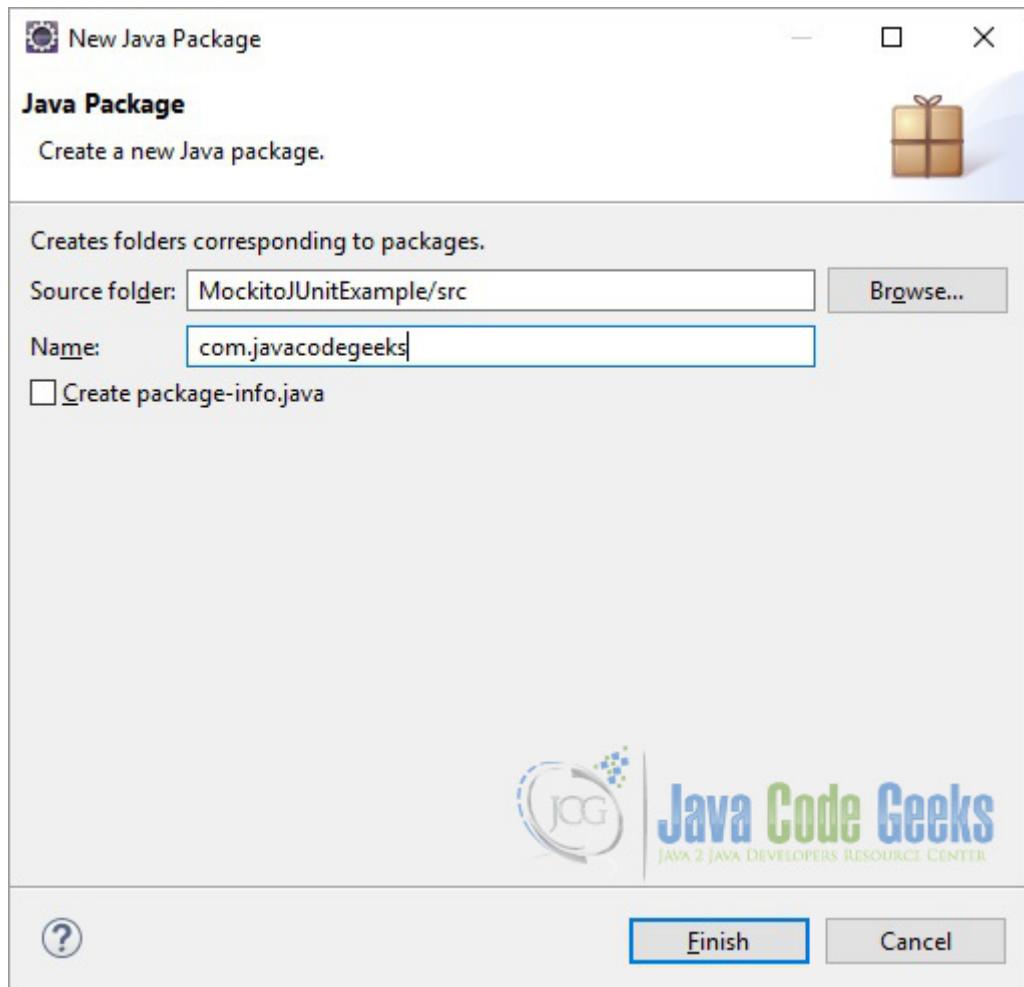 New Java Package
Java Package
Create a new Java package.
Creates folders corresponding to packages.
Source folder: MockitoJUnitExample/src Browse...
Name: com.javacodegeeks
Create package-info.java
JCG Java Code Geeks
JAVA 2 JAVA DEVELOPERS RESOURCE CENTER
? Finish Cancel